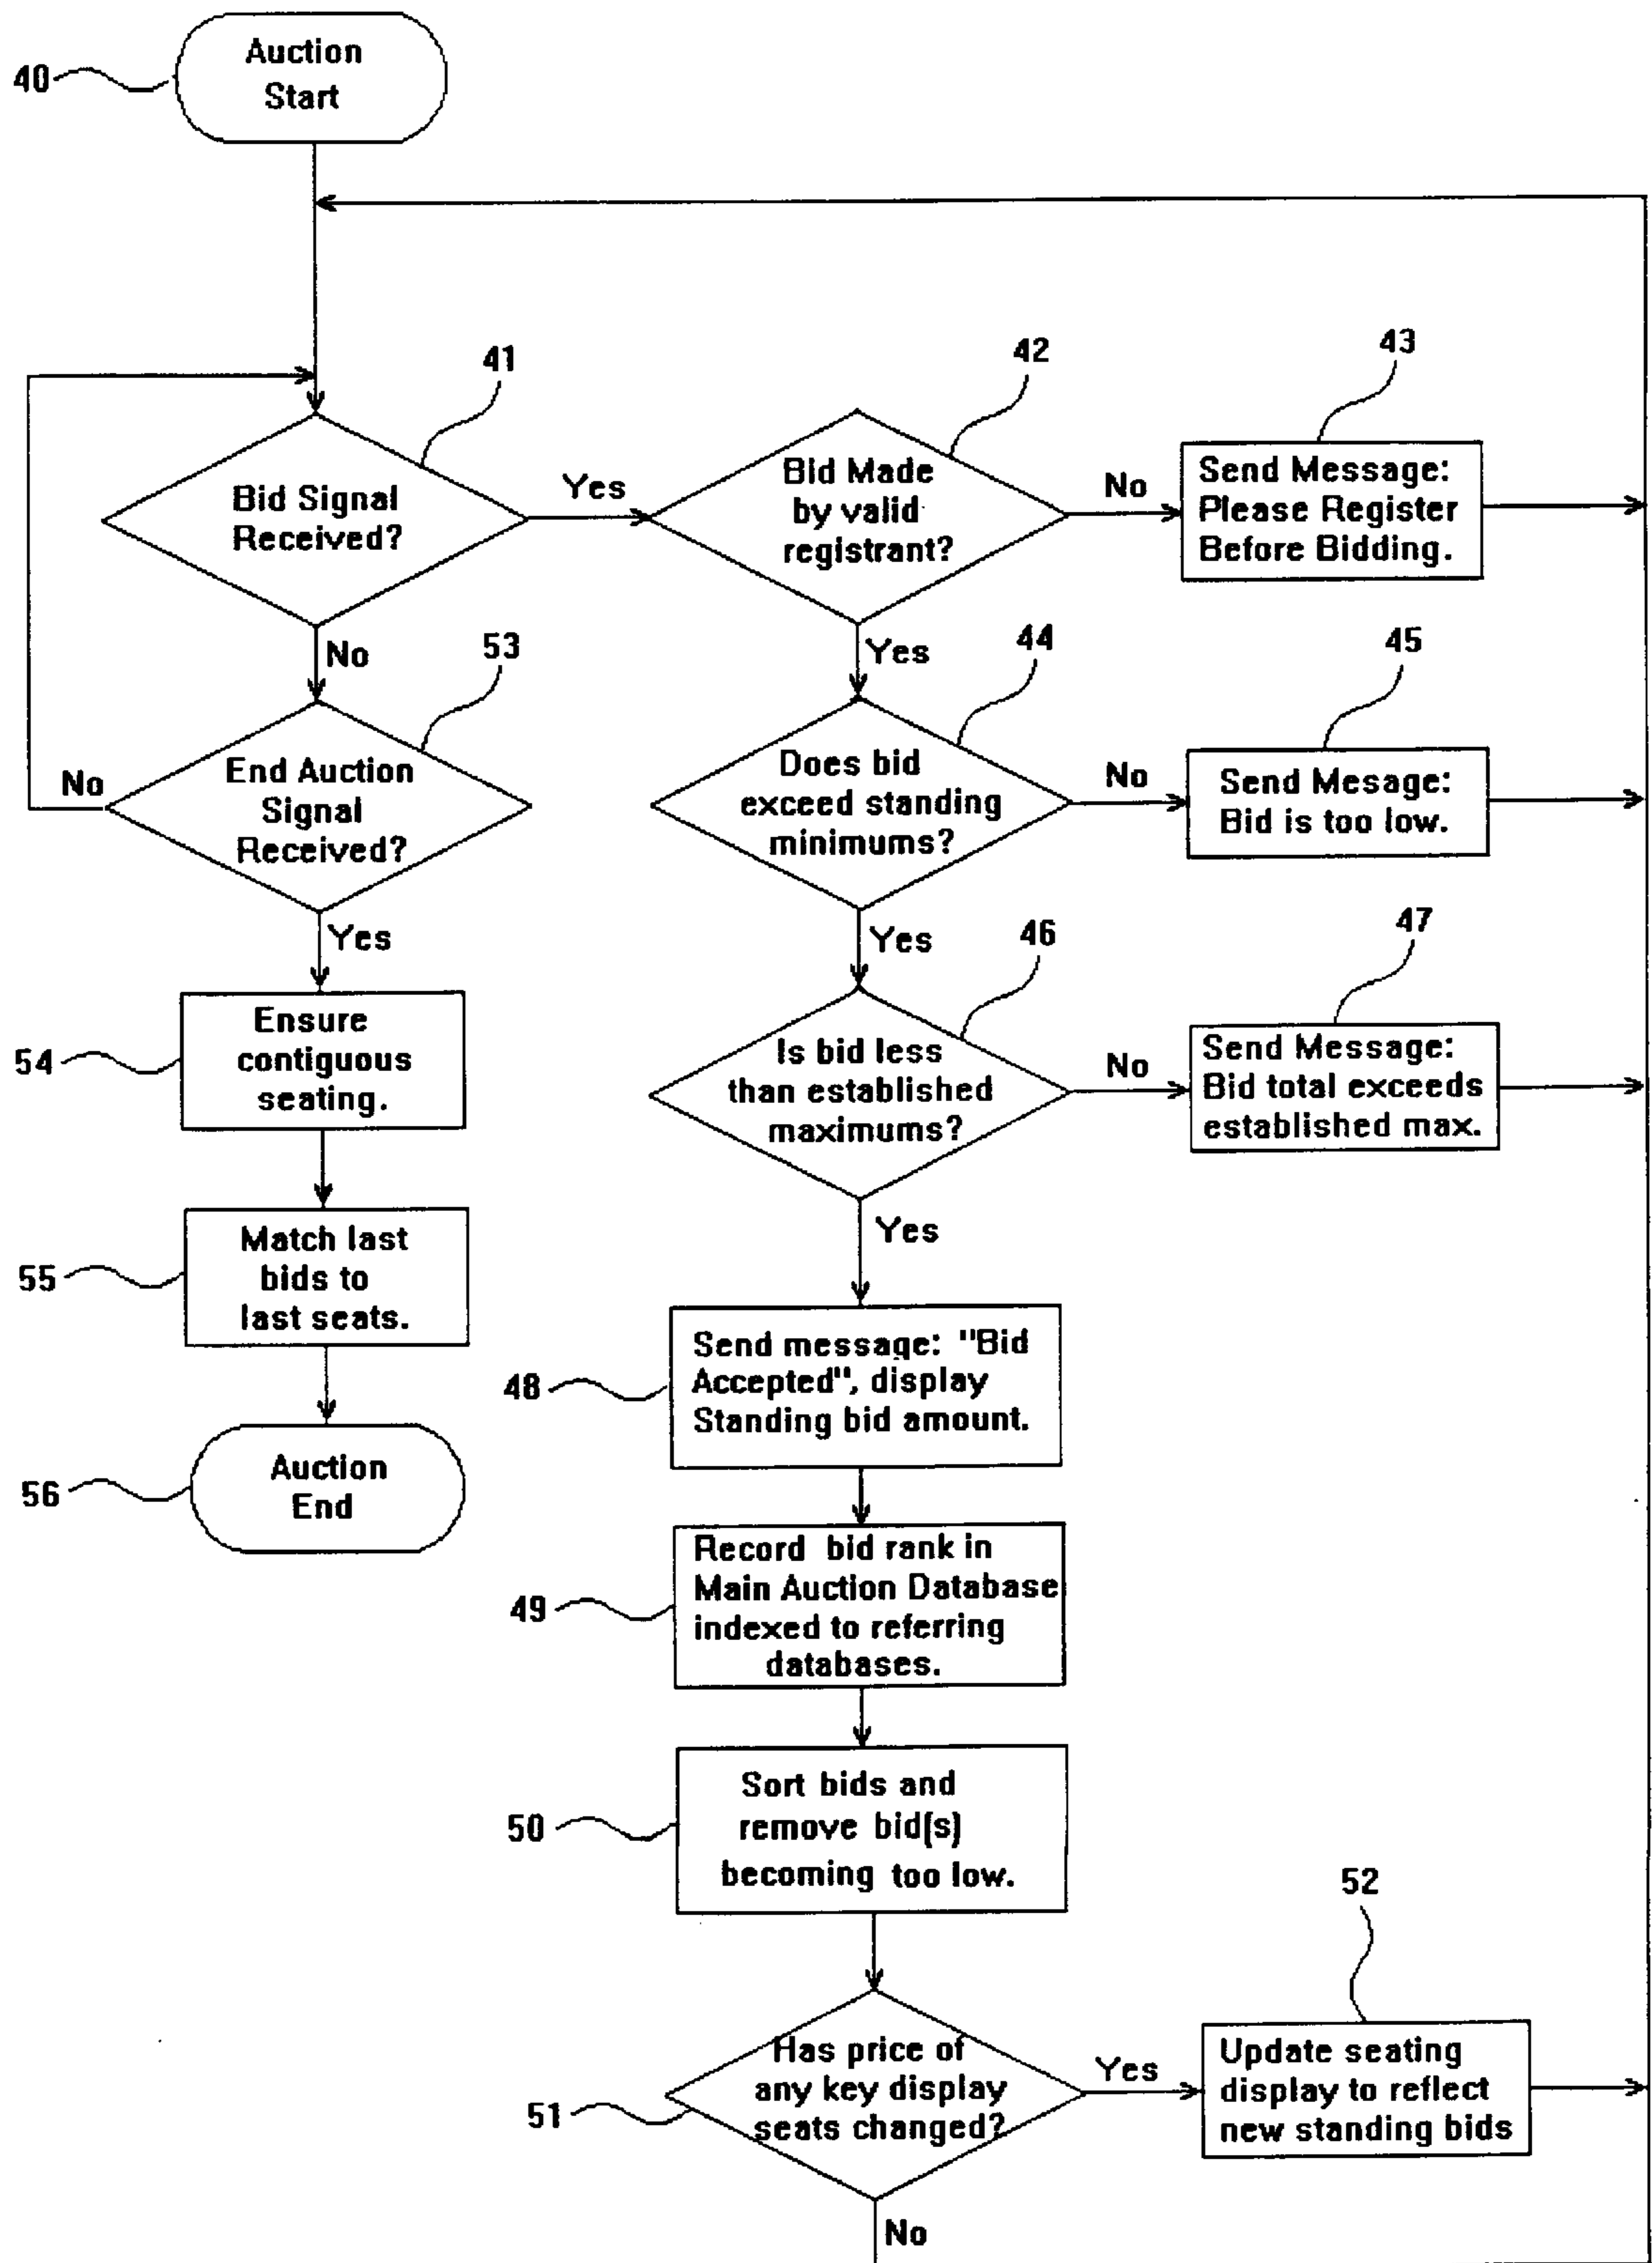 Auction
Start
40
41
Bid Signal
Received?
Yes
42
Bid Made
by valid
registrant?
No
43
Send Message:
Please Register
Before Bidding.
No
53
End Auction
Signal
Received?
No
Yes
44
Does bid
exceed standing
minimums?
No
45
Send Mesage:
Bid is too low.
Yes
54
Ensure
contiguous
seating.
Yes
46
Is bid less
than established
maximums?
No
47
Send Message:
Bid total exceeds
established max.
55
Match last
bids to
last seats.
Yes
48
Send message: "Bid
Accepted", display
Standing bid amount.
56
Auction
End
49
Record bid rank in
Main Auction Database
indexed to referring
databases.
50
Sort bids and
remove bid(s)
becoming too low.
51
Has price of
any key display
seats changed?
Yes
52
Update seating
display to reflect
new standing bids
No